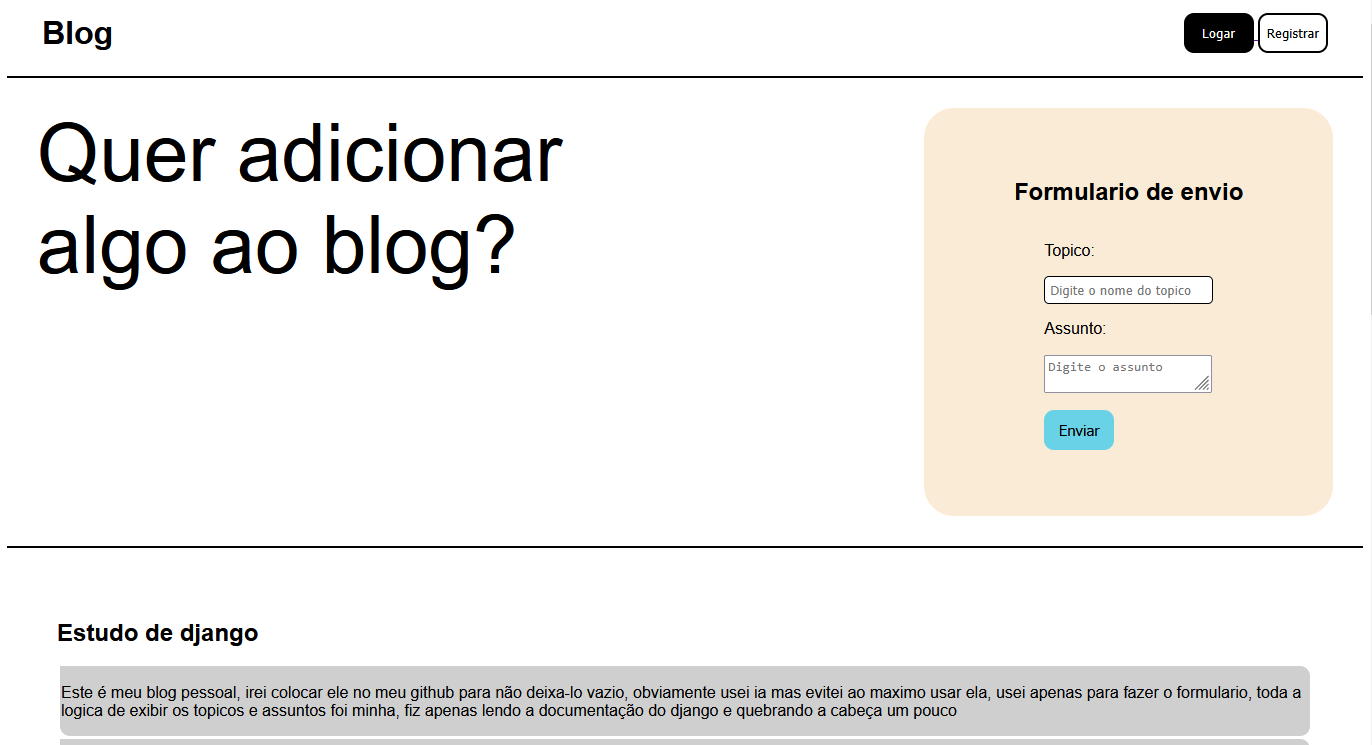 Blog
Logar
Registrar
Quer adicionar
algo ao blog?
Formulario de envio
Topico:
Digite o nome do topico
Assunto:
Digite o assunto
Enviar
Estudo de django
Este é meu blog pessoal, irei colocar ele no meu github para não deixa-lo vazio, obviamente usei ia mas evitei ao maximo usar ela, usei apenas para fazer o formulario, toda a
logica de exibir os topicos e assuntos foi minha, fiz apenas lendo a documentação do django e quebrando a cabeça um pouco